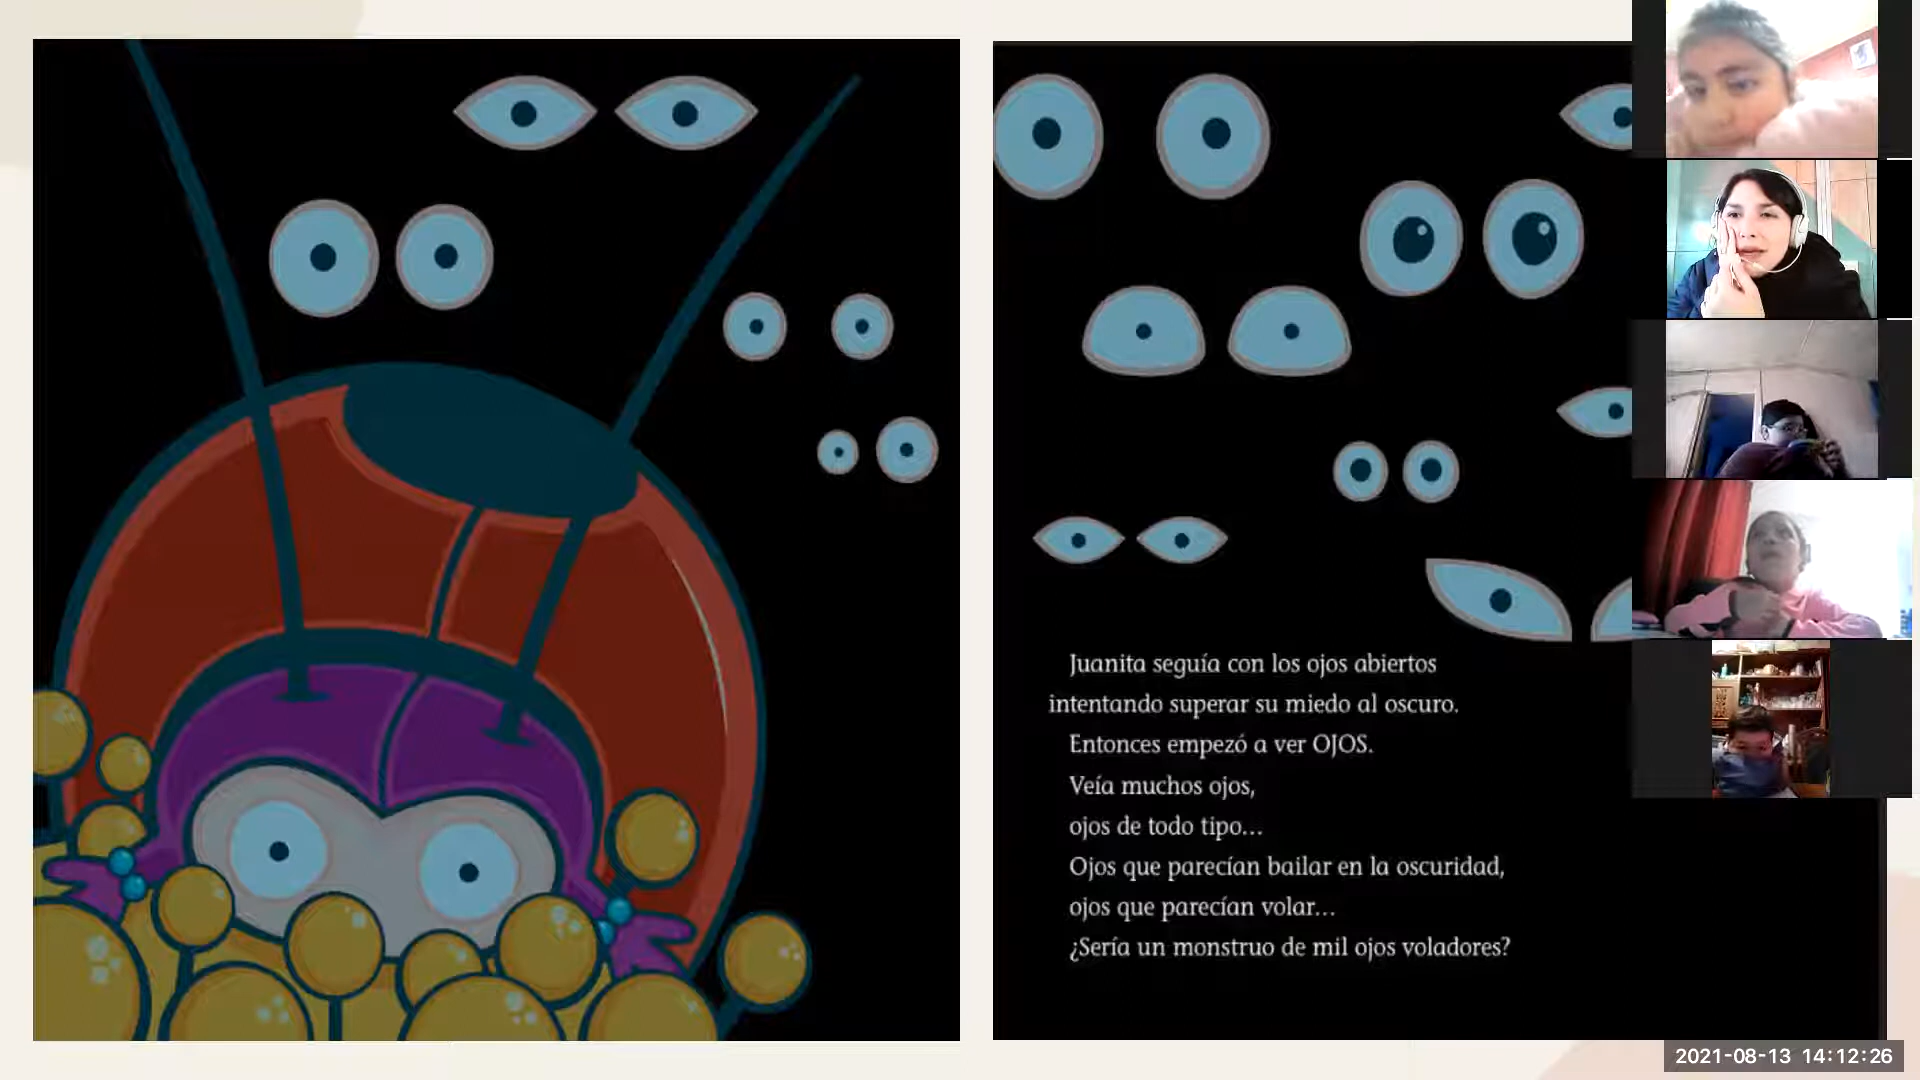 Juanita seguía con los ojos abiertos
intentando superar su miedo al oscuro.
Entonces empezó a ver OJOS.
Veía muchos ojos,
ojos de todo tipo...
Ojos que parecían bailar en la oscuridad,
ojos que parecían volar...
¿Sería un monstruo de mil ojos voladores?
2021-08-13 14:12:26